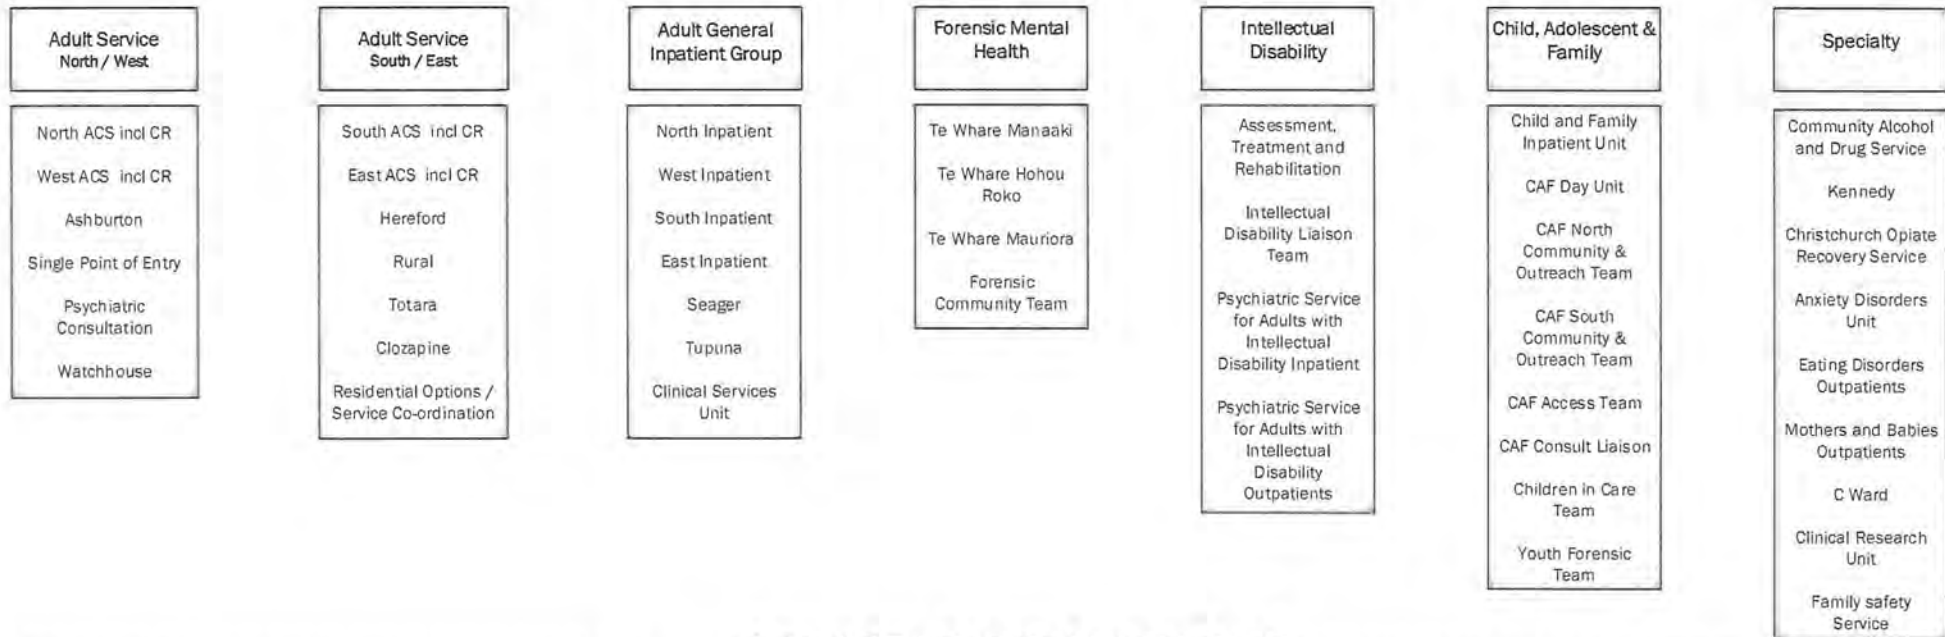 Adult Service
North / West
North ACS incl CR
West ACS incl CR
Ashburton
Single Point of Entry
Psychiatric
Consultation
Watchhouse
Adult Service
South / East
South ACS incl CR
East ACS incl CR
Hereford
Rural
Totara
Clozapine
Residential Options /
Service Co-ordination
Adult General
Inpatient Group
North Inpatient
West Inpatient
South Inpatient
East Inpatient
Seager
Tupuna
Clinical Services
Unit
Forensic Mental
Health
Te Whare Manaaki
Te Whare Hohou
Roko
Te Whare Mauriora
Forensic
Community Team
Intellectual
Disability
Assessment,
Treatment and
Rehabilitation
Intellectual
Disability Liaison
Team
Psychiatric Service
for Adults with
Intellectual
Disability Inpatient
Psychiatric Service
for Adults with
Intellectual
Disability
Outpatients
Child, Adolescent &
Family
Child and Family
Inpatient Unit
CAF Day Unit
CAF North
Community &
Outreach Team
CAF South
Community &
Outreach Team
CAF Access Team
CAF Consult Liaison
Children in Care
Team
Youth Forensic
Team
Specialty
Community Alcohol
and Drug Service
Kennedy
Christchurch Opiate
Recovery Service
Anxiety Disorders
Unit
Eating Disorders
Outpatients
Mothers and Babies
Outpatients
C Ward
Clinical Research
Unit
Family safety
Service